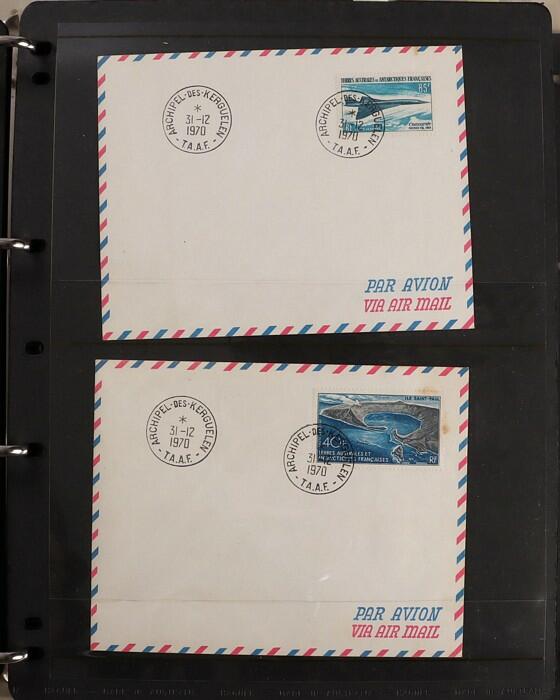 ARCHIPEL-DES-KERGUELEN
*
31-12
1970
- T.A.A.F. -
TERRES AUSTRALES ET ANTARCTIQUES FRANÇAISES
85f
ARCHIPEL-DES-KERGUELEN
*
31-12
1970
- T.A.A.F. -
PAR AVION
VIA AIR MAIL
ARCHIPEL-DES-KERGUELEN
*
31-12
1970
- T.A.A.F. -
ILE SAINT-PAUL
40F
TERRES AUSTRALES ET
ANTARCTIQUES FRANÇAISES
RF
ARCHIPEL-DES-KERGUELEN
31-12
1970
- T.A.A.F. -
PAR AVION
VIA AIR MAIL